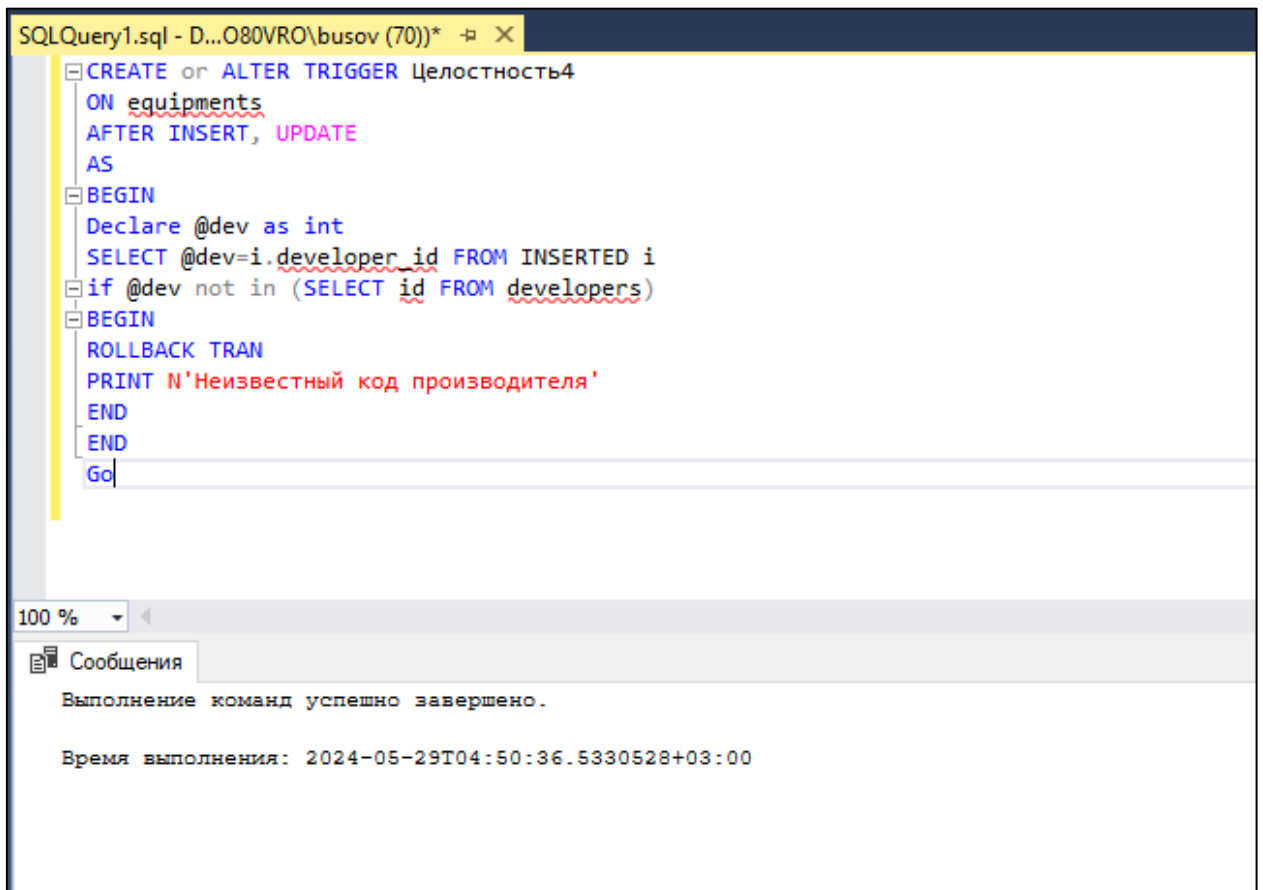 SQLQuery1.sql - D...O80VRO\busov (70))*
CREATE or ALTER TRIGGER Целостность4
ON equipments
AFTER INSERT, UPDATE
AS
BEGIN
Declare @dev as int
SELECT @dev=i.developer_id FROM INSERTED i
if @dev not in (SELECT id FROM developers)
BEGIN
ROLLBACK TRAN
PRINT N'Неизвестный код производителя'
END
END
Go
100 %
Сообщения
Выполнение команд успешно завершено.
Время выполнения: 2024-05-29T04:50:36.5330528+03:00